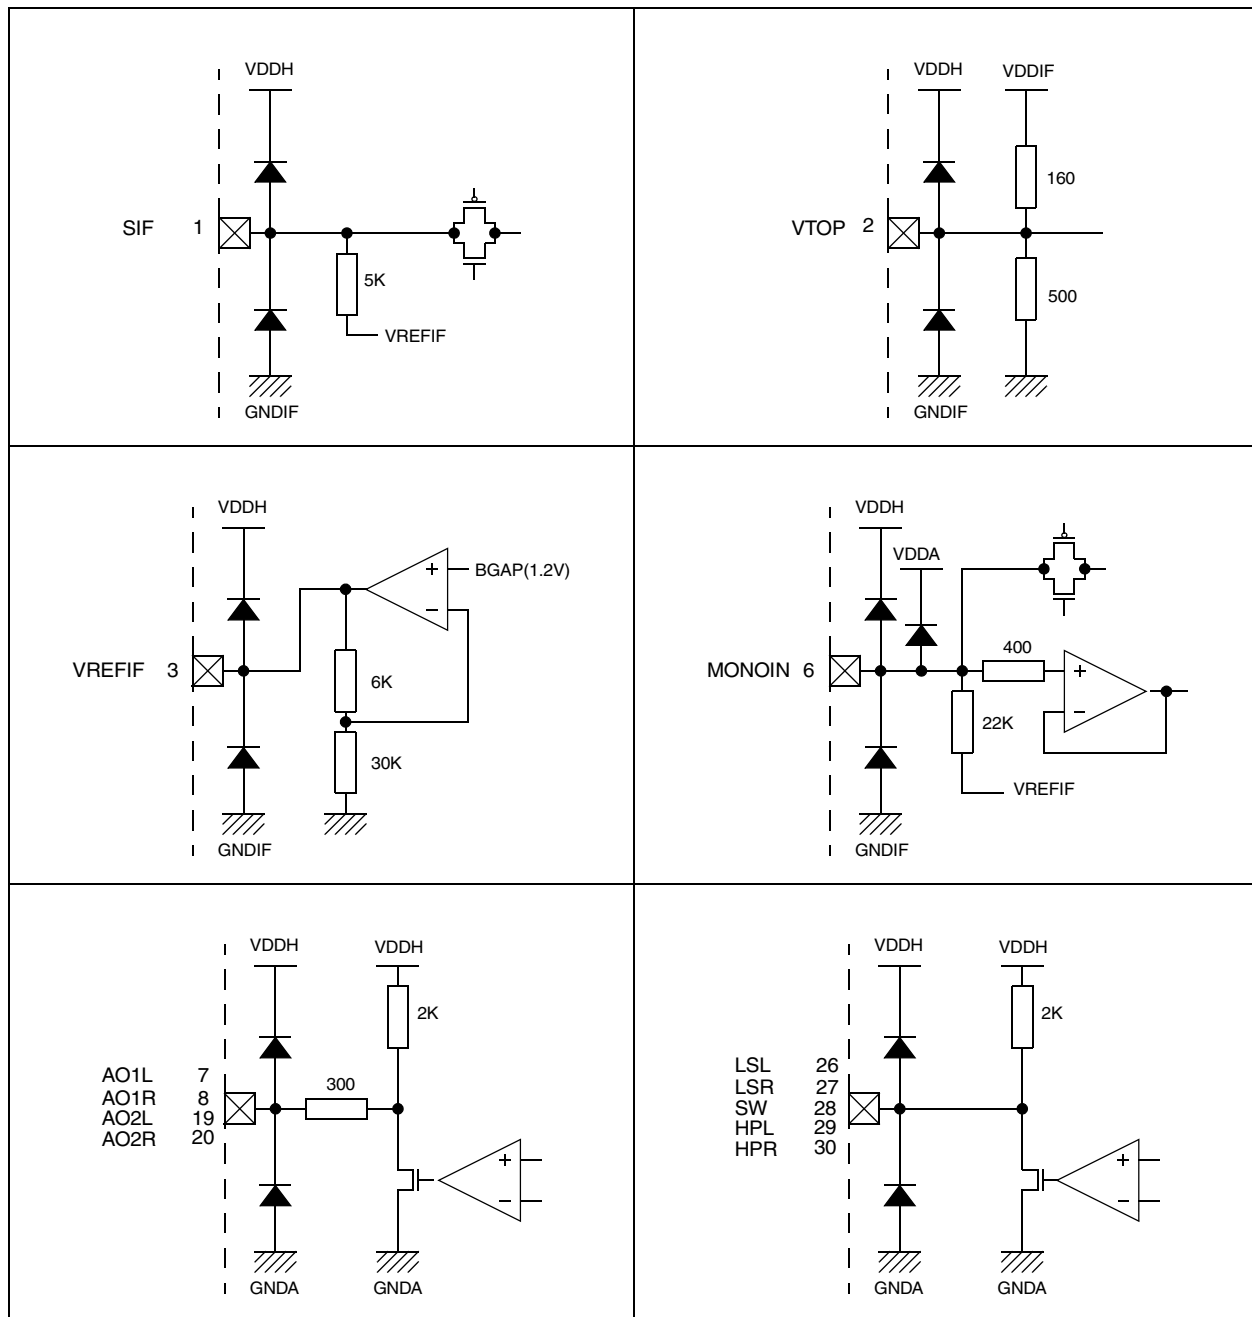 VDDH
SIF 1
5K
VREFIF
GNDIF
VDDH VDDIF
160
VTOP 2
500
GNDIF
VDDH
+ BGAP(1.2V)
−
VREFIF 3
6K
30K
GNDIF
VDDH
VDDA
400
MONOIN 6
+
−
22K
VREFIF
GNDIF
VDDH VDDH
2K
AO1L 7
300
AO1R 8
AO2L 19
AO2R 20
+
−
GNDA GNDA
VDDH VDDH
2K
LSL 26
LSR 27
SW 28
HPL 29
HPR 30
+
−
GNDA GNDA